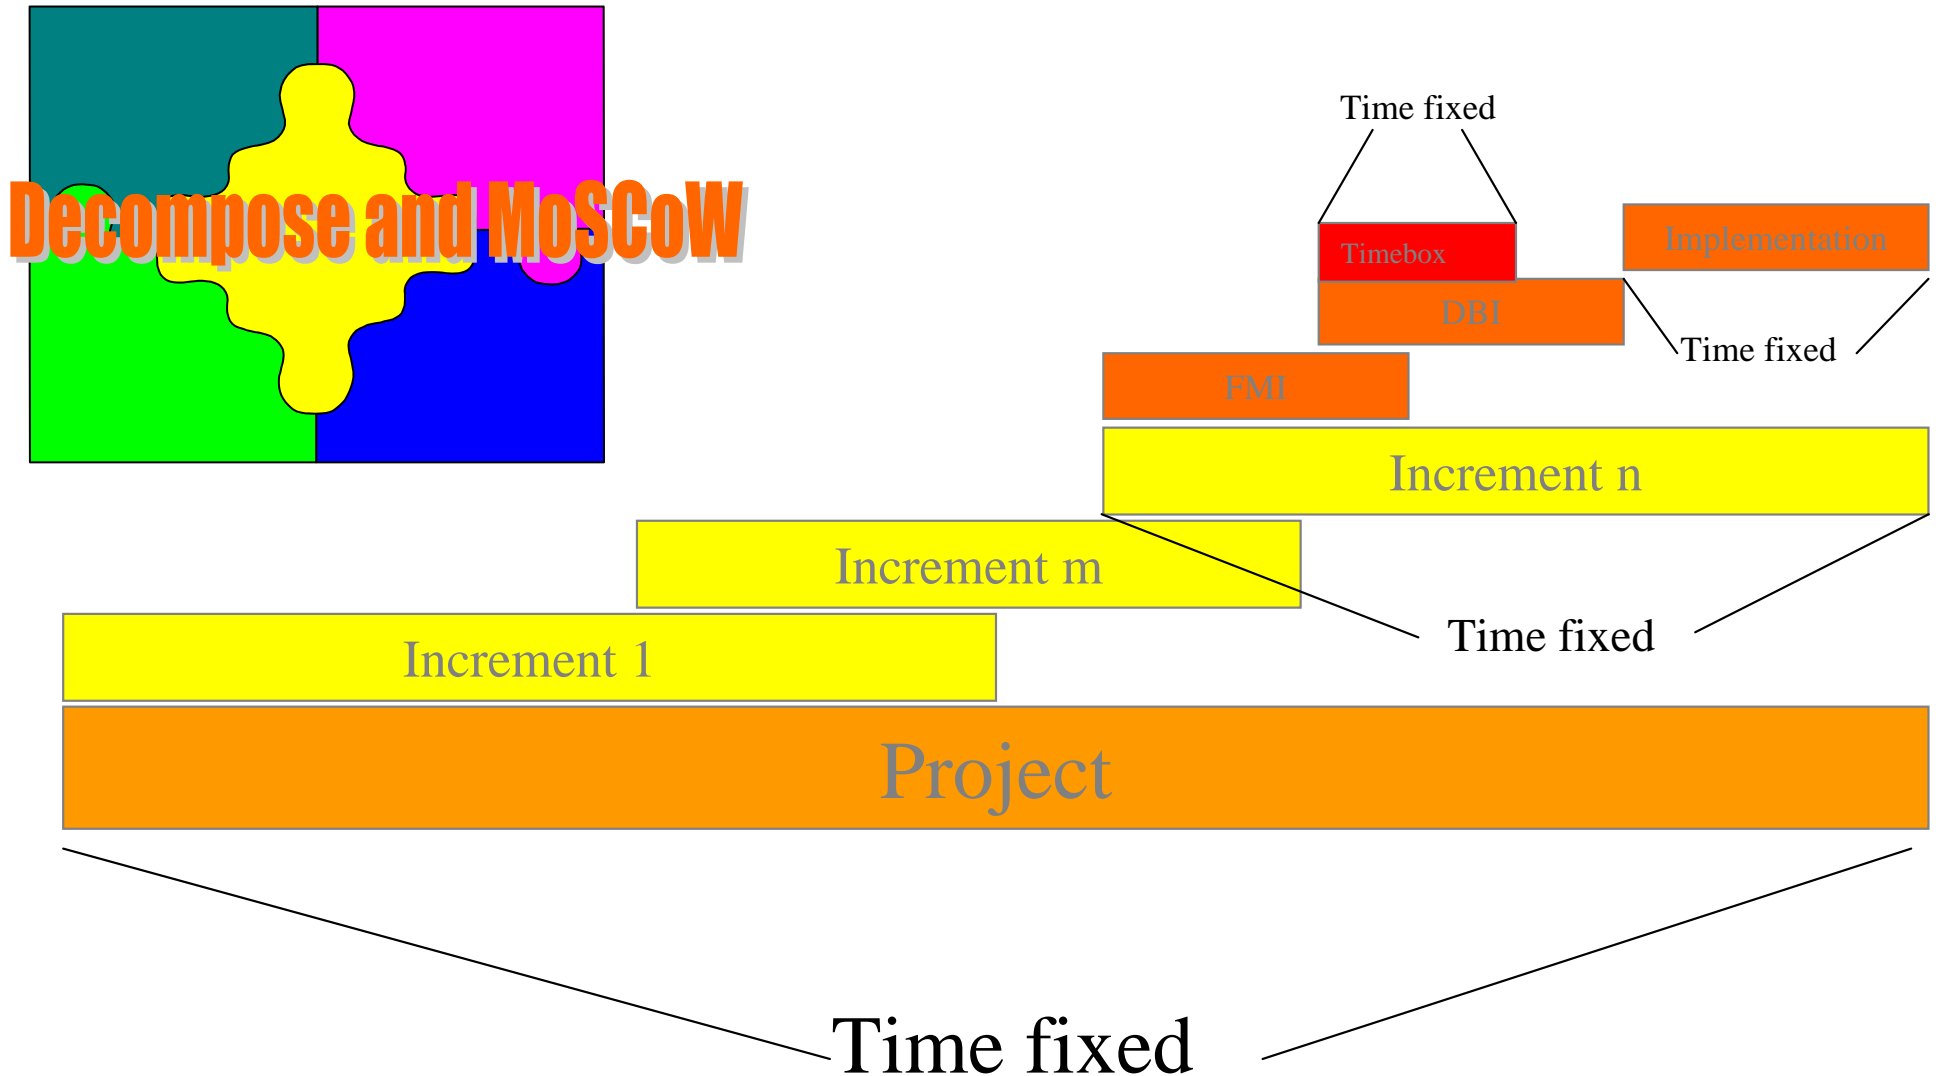 Decompose and MoSCoW
Time fixed
Timebox
Implementation
DBI
Time fixed
FMI
Increment n
Increment m
Time fixed
Increment 1
Project
Time fixed